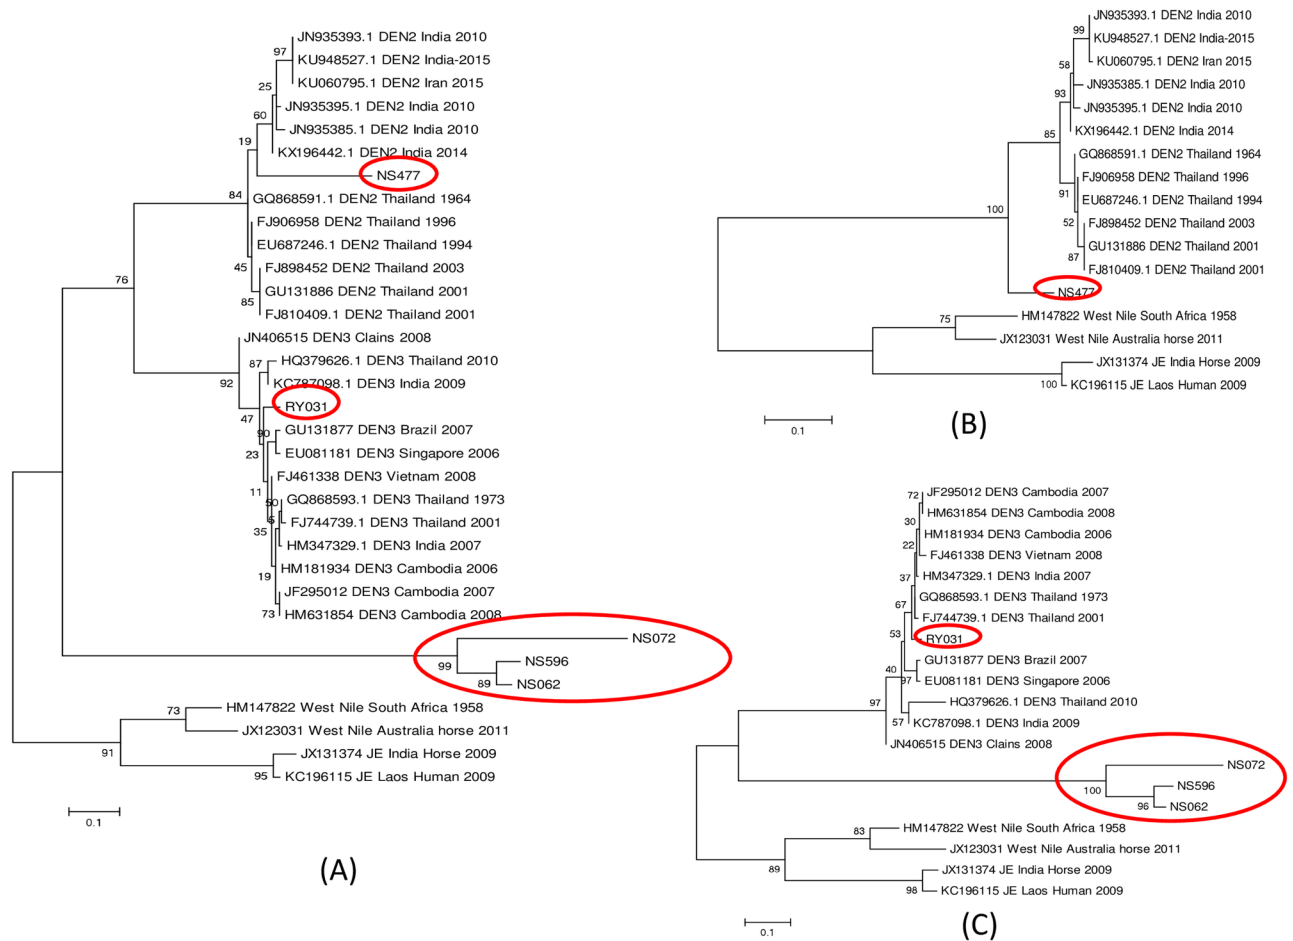 JN935393.1 DEN2 India 2010
97
KU948527.1 DEN2 India-2015
KU060795.1 DEN2 Iran 2015
25
JN935395.1 DEN2 India 2010
60
JN935385.1 DEN2 India 2010
19
KX196442.1 DEN2 India 2014
NS477
84
GQ868591.1 DEN2 Thailand 1964
FJ906958 DEN2 Thailand 1996
EU687246.1 DEN2 Thailand 1994
45
FJ898452 DEN2 Thailand 2003
76
GU131886 DEN2 Thailand 2001
85
FJ810409.1 DEN2 Thailand 2001
JN406515 DEN3 Clains 2008
87
HQ379626.1 DEN3 Thailand 2010
92
KC787098.1 DEN3 India 2009
RY031
47
90
GU131877 DEN3 Brazil 2007
23
EU081181 DEN3 Singapore 2006
FJ461338 DEN3 Vietnam 2008
11
50
GQ868593.1 DEN3 Thailand 1973
5
FJ744739.1 DEN3 Thailand 2001
35
HM347329.1 DEN3 India 2007
19
HM181934 DEN3 Cambodia 2006
JF295012 DEN3 Cambodia 2007
73
HM631854 DEN3 Cambodia 2008
NS072
99
NS596
89
NS062
73
HM147822 West Nile South Africa 1958
JX123031 West Nile Australia horse 2011
91
JX131374 JE India Horse 2009
95
KC196115 JE Laos Human 2009
0.1
(A)
JN935393.1 DEN2 India 2010
99
KU948527.1 DEN2 India-2015
58
KU060795.1 DEN2 Iran 2015
JN935385.1 DEN2 India 2010
93
JN935395.1 DEN2 India 2010
85
KX196442.1 DEN2 India 2014
GQ868591.1 DEN2 Thailand 1964
FJ906958 DEN2 Thailand 1996
91
EU687246.1 DEN2 Thailand 1994
100
52
FJ898452 DEN2 Thailand 2003
GU131886 DEN2 Thailand 2001
87
FJ810409.1 DEN2 Thailand 2001
NS477
75
HM147822 West Nile South Africa 1958
JX123031 West Nile Australia horse 2011
JX131374 JE India Horse 2009
100
KC196115 JE Laos Human 2009
0.1
(B)
72
JF295012 DEN3 Cambodia 2007
HM631854 DEN3 Cambodia 2008
30
HM181934 DEN3 Cambodia 2006
22
FJ461338 DEN3 Vietnam 2008
37
HM347329.1 DEN3 India 2007
GQ868593.1 DEN3 Thailand 1973
67
FJ744739.1 DEN3 Thailand 2001
53
RY031
GU131877 DEN3 Brazil 2007
40
97
EU081181 DEN3 Singapore 2006
97
HQ379626.1 DEN3 Thailand 2010
57
KC787098.1 DEN3 India 2009
JN406515 DEN3 Clains 2008
NS072
100
NS596
96
NS062
83
HM147822 West Nile South Africa 1958
JX123031 West Nile Australia horse 2011
89
JX131374 JE India Horse 2009
98
KC196115 JE Laos Human 2009
0.1
(C)